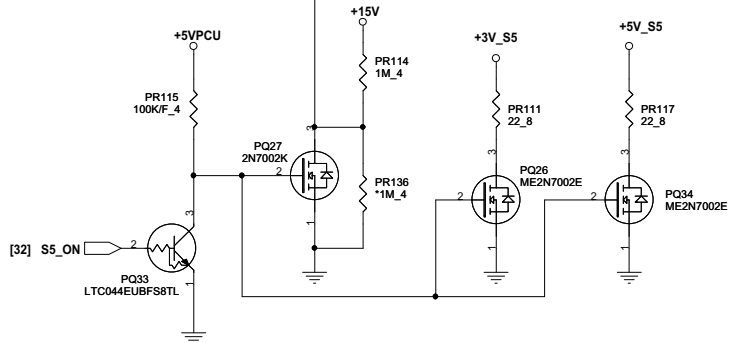 +15V
+5VPCU
+3V_S5
+5V_S5
PR114
1M_4
PR115
100K/F_4
PR111
22_8
PR117
22_8
3
PQ27
2N7002K
2
1
PR136
*1M_4
3
PQ26
ME2N7002E
2
1
3
PQ34
ME2N7002E
2
1
3
[32] S5_ON
2
1
PQ33
LTC044EUBFS8TL